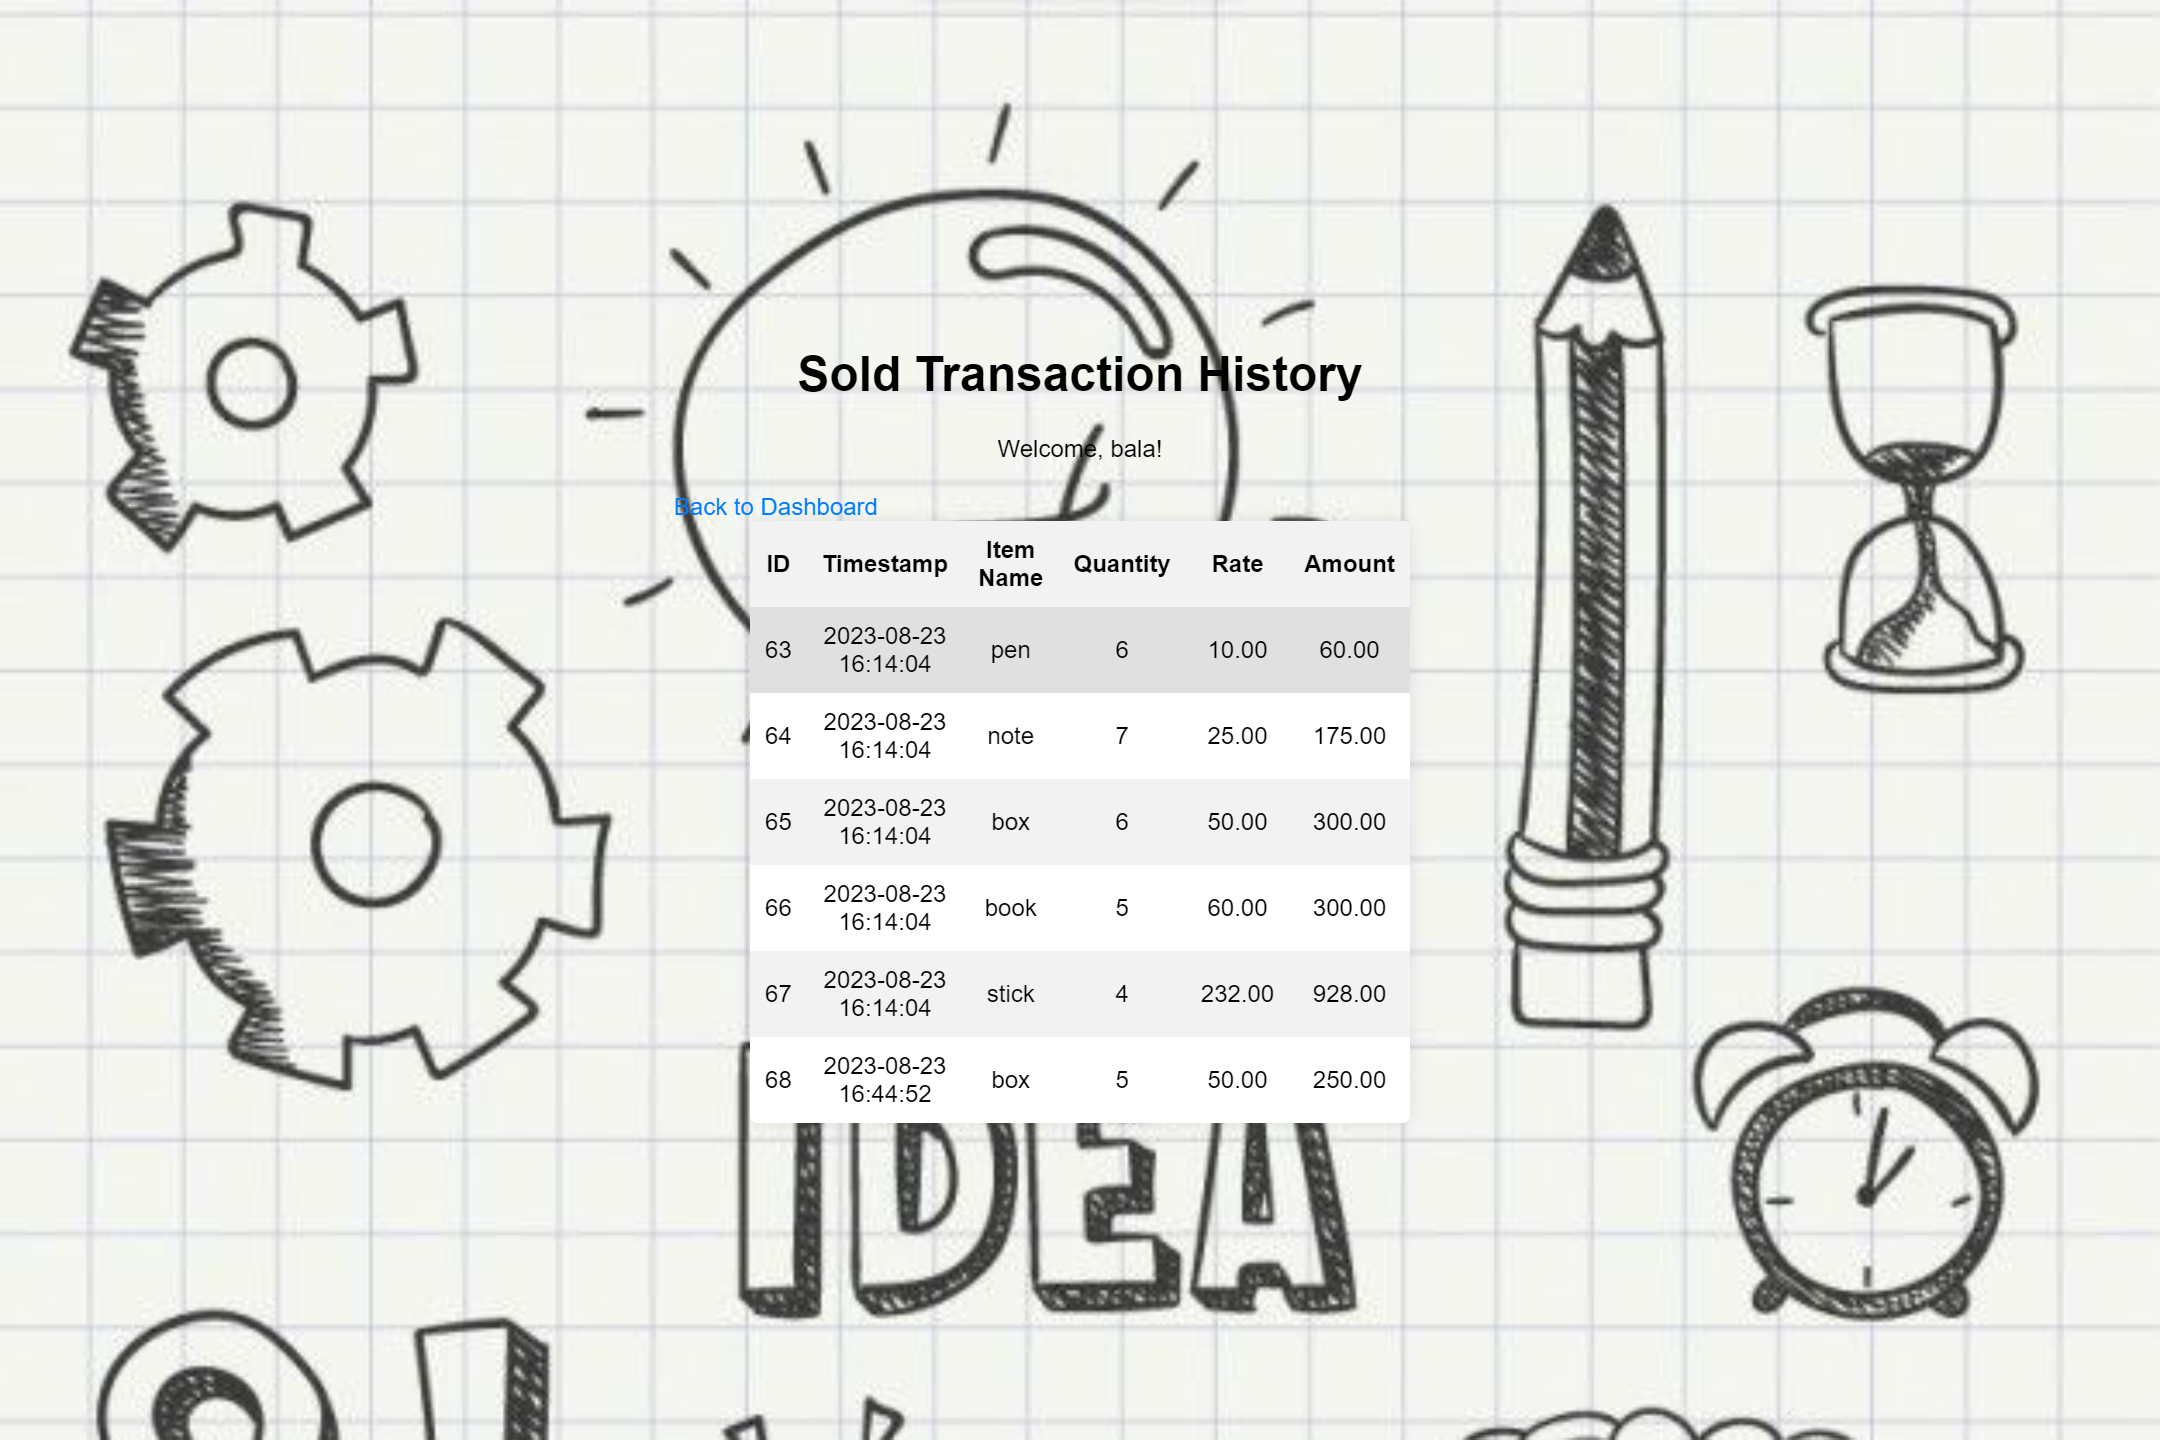 Sold Transaction History
Welcome, bala!
Back to Dashboard
ID Timestamp Item Name Quantity Rate Amount
63 2023-08-23 16:14:04 pen 6 10.00 60.00
64 2023-08-23 16:14:04 note 7 25.00 175.00
65 2023-08-23 16:14:04 box 6 50.00 300.00
66 2023-08-23 16:14:04 book 5 60.00 300.00
67 2023-08-23 16:14:04 stick 4 232.00 928.00
68 2023-08-23 16:44:52 box 5 50.00 250.00
IDEA